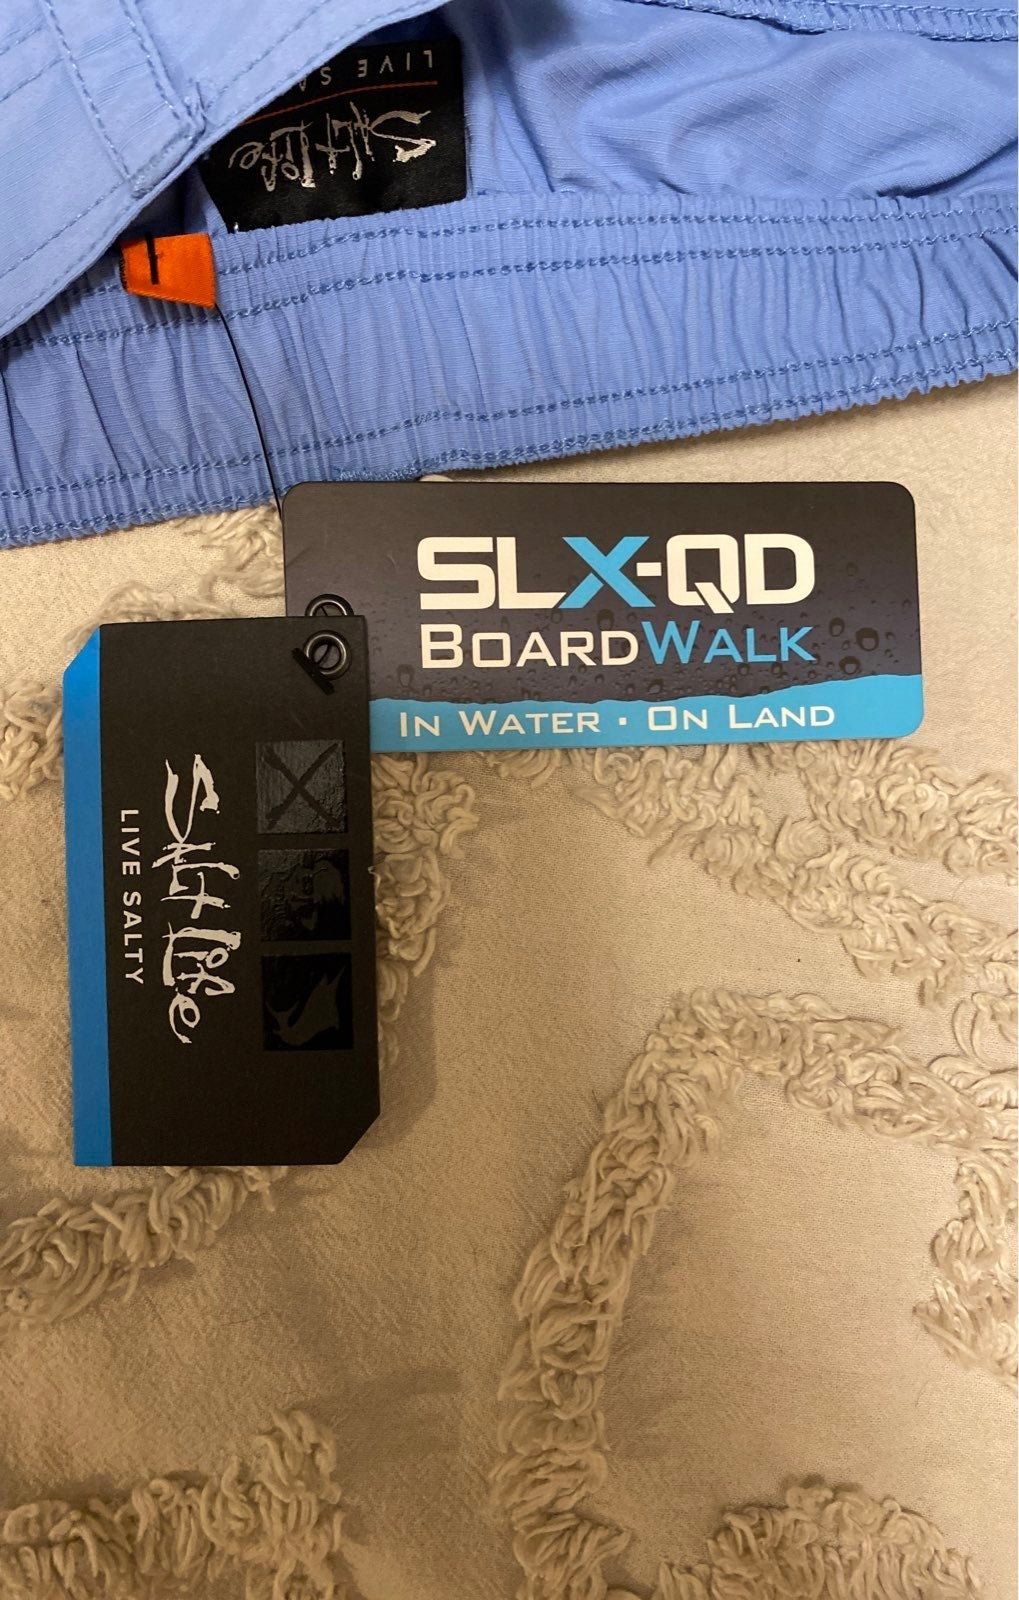 LIVE SA
Salt Life
SLX-QD
BOARDWALK
IN WATER · ON LAND
Salt Life
LIVE SALTY